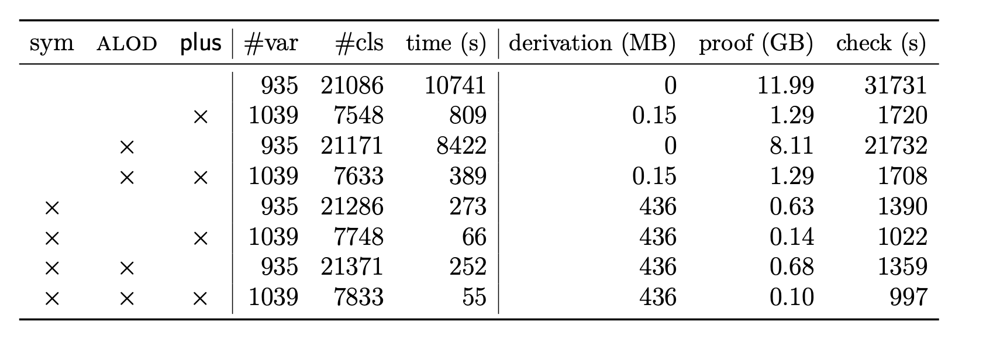 sym ALOD plus #var #cls time (s) derivation (MB) proof (GB) check (s)
935 21086 10741 0 11.99 31731
× 1039 7548 809 0.15 1.29 1720
× 935 21171 8422 0 8.11 21732
× × 1039 7633 389 0.15 1.29 1708
× 935 21286 273 436 0.63 1390
× × 1039 7748 66 436 0.14 1022
× × 935 21371 252 436 0.68 1359
× × × 1039 7833 55 436 0.10 997